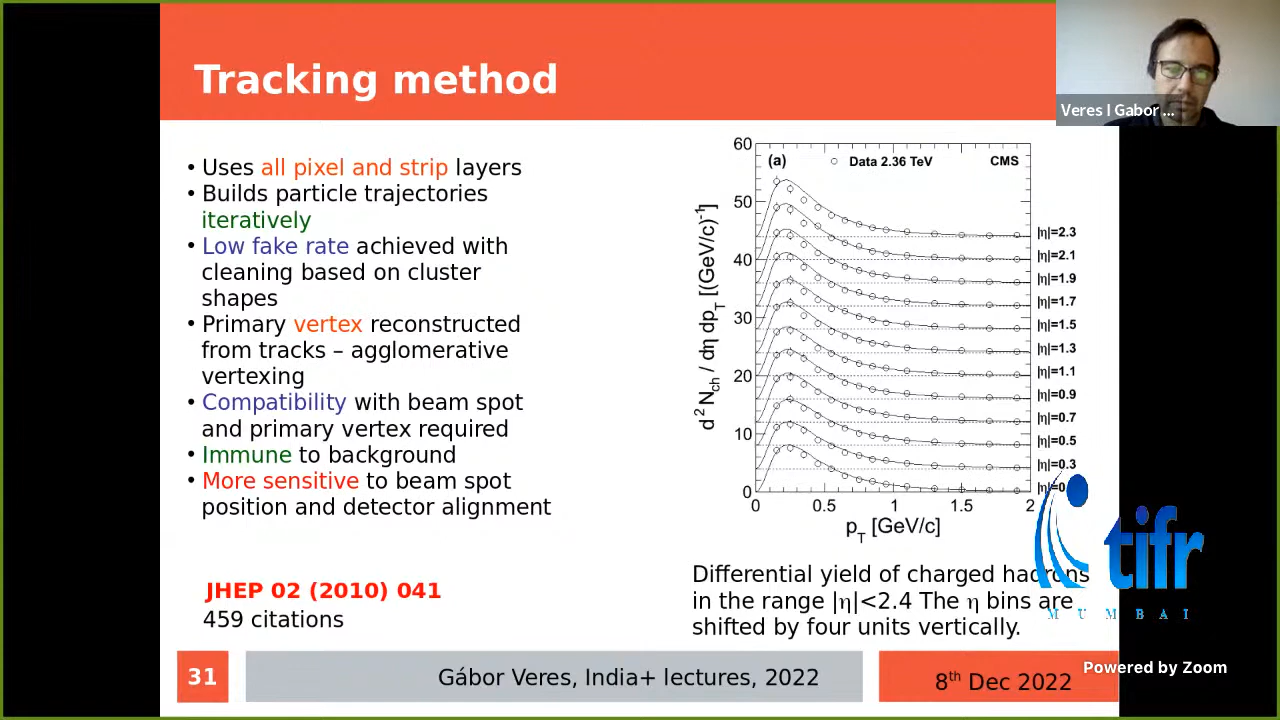 Tracking method
Veres I Gabor ...
• Uses all pixel and strip layers
• Builds particle trajectories
iteratively
• Low fake rate achieved with
cleaning based on cluster
shapes
• Primary vertex reconstructed
from tracks – agglomerative
vertexing
• Compatibility with beam spot
and primary vertex required
• Immune to background
• More sensitive to beam spot
position and detector alignment
JHEP 02 (2010) 041
459 citations
(a) Data 2.36 TeV CMS
d² N_ch / dη dp_T [(GeV/c)⁻¹]
60
50
40
30
20
10
0
|η|=2.3
|η|=2.1
|η|=1.9
|η|=1.7
|η|=1.5
|η|=1.3
|η|=1.1
|η|=0.9
|η|=0.7
|η|=0.5
|η|=0.3
0 0.5 1 1.5 2
p_T [GeV/c]
Differential yield of charged hadrons
in the range |η|<2.4 The η bins are
shifted by four units vertically.
tifr
MUMBAI
31
Gábor Veres, India+ lectures, 2022
8th Dec 2022
Powered by Zoom